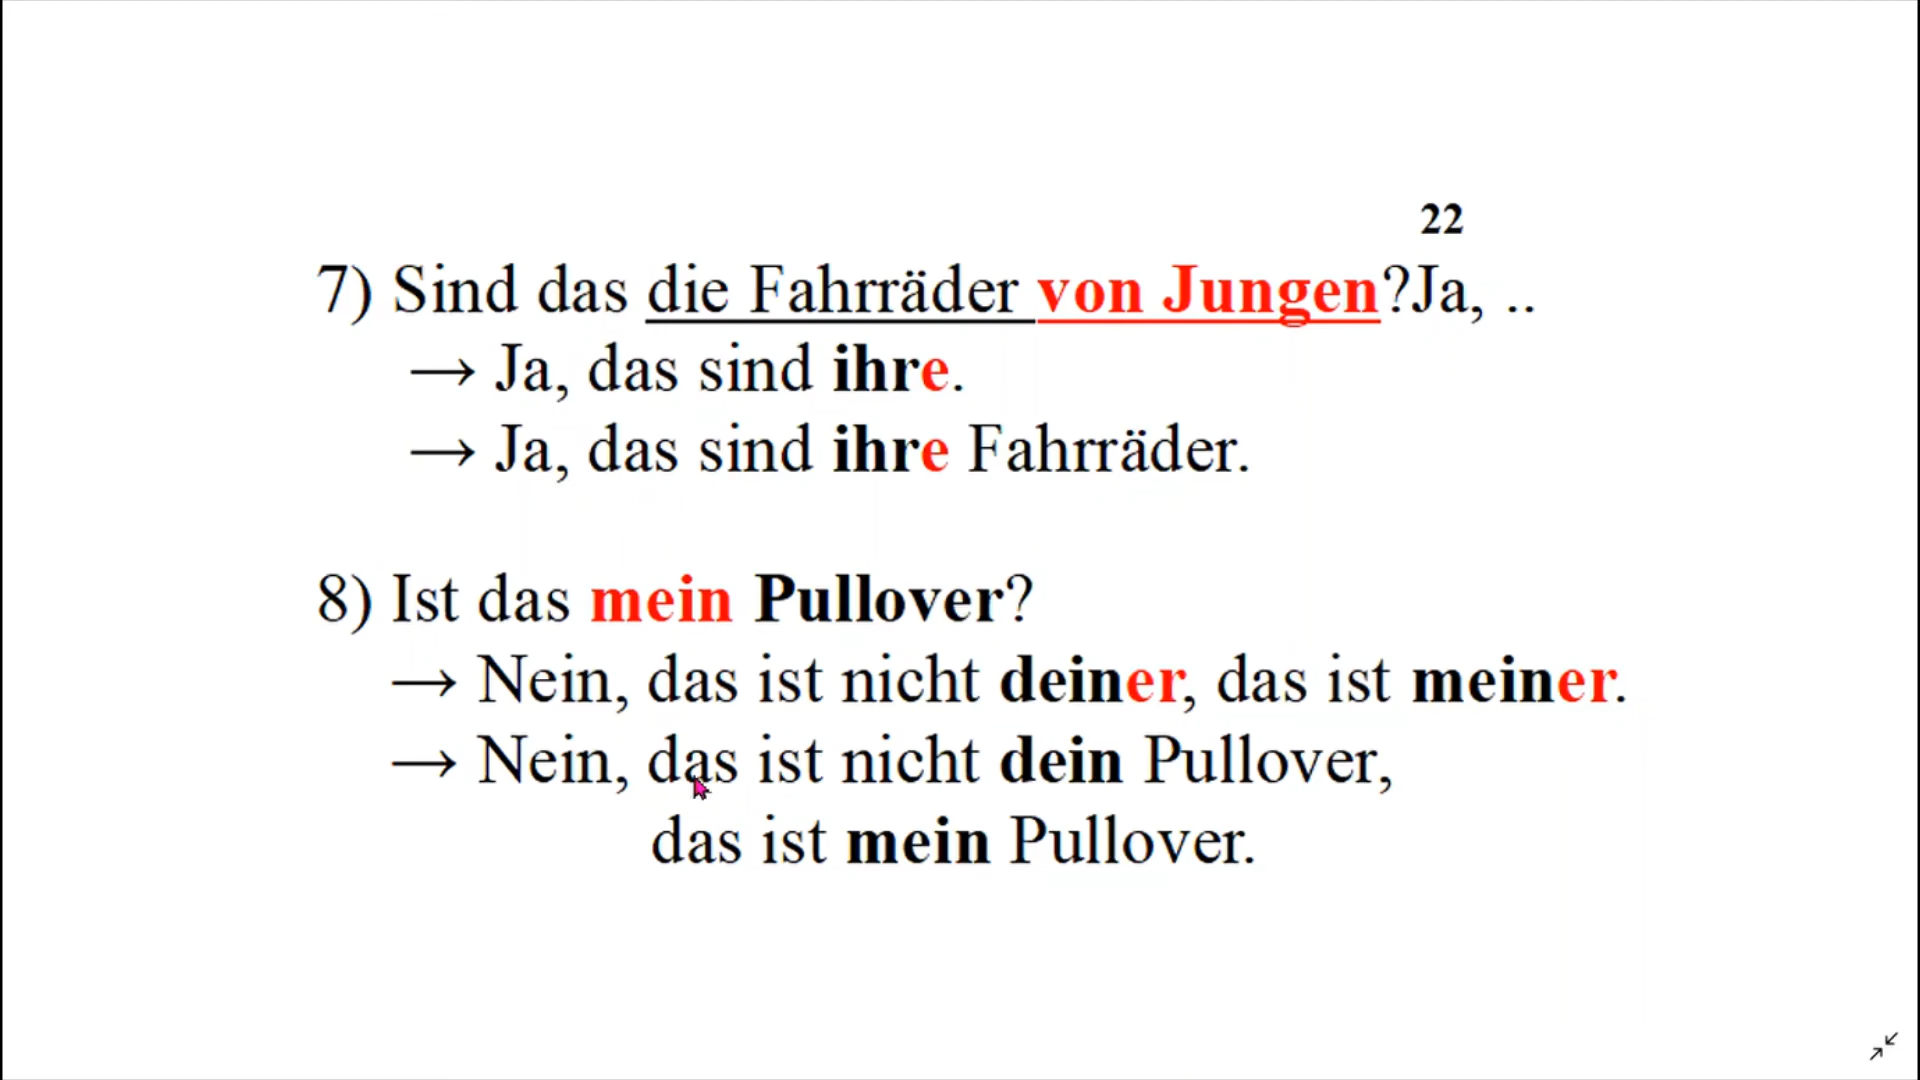 22
7) Sind das die Fahrräder von Jungen?Ja, ..
→ Ja, das sind ihre.
→ Ja, das sind ihre Fahrräder.
8) Ist das mein Pullover?
→ Nein, das ist nicht deiner, das ist meiner.
→ Nein, das ist nicht dein Pullover,
das ist mein Pullover.